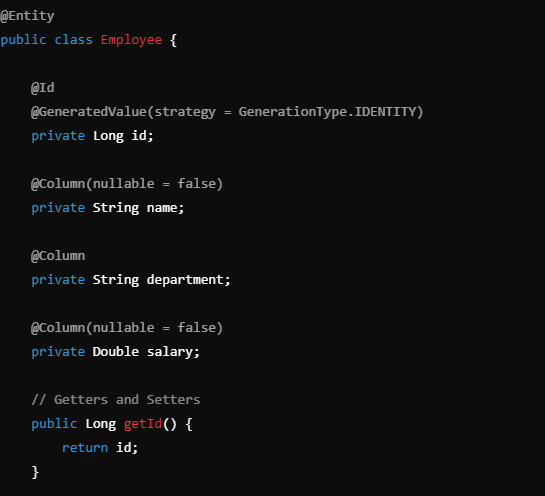 @Entity
public class Employee {
@Id
@GeneratedValue(strategy = GenerationType.IDENTITY)
private Long id;
@Column(nullable = false)
private String name;
@Column
private String department;
@Column(nullable = false)
private Double salary;
// Getters and Setters
public Long getId() {
return id;
}